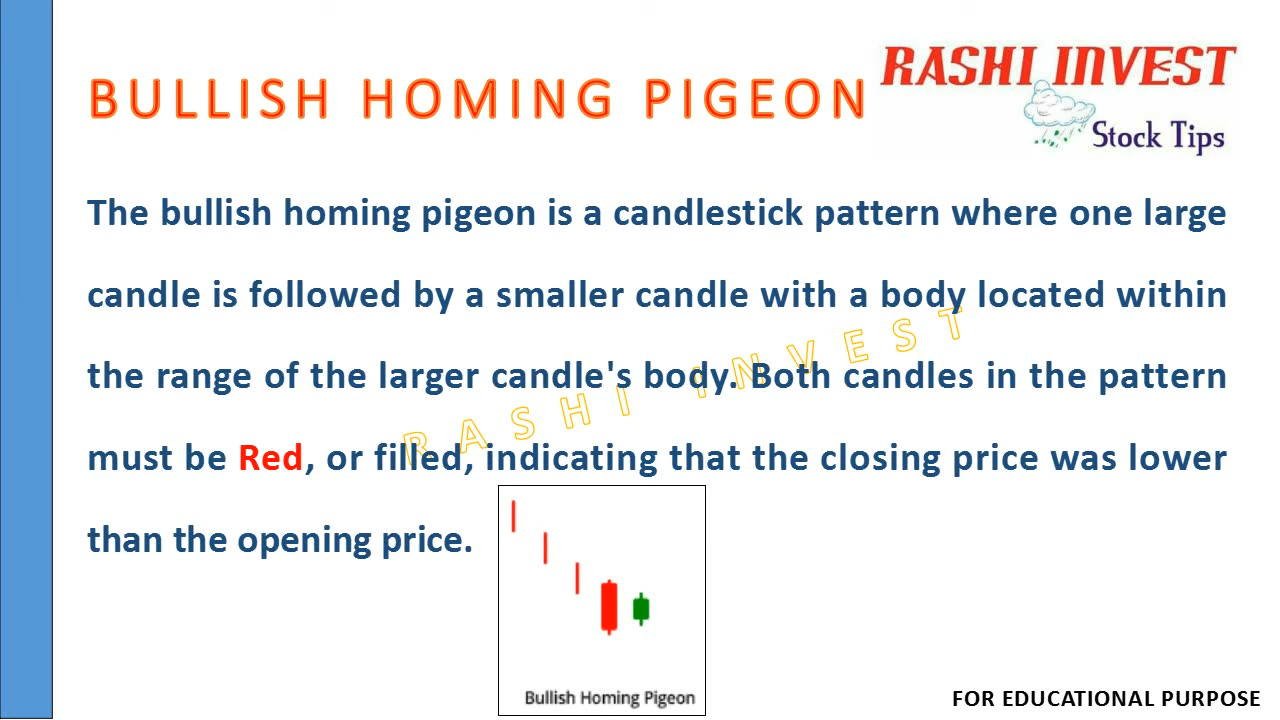 BULLISH HOMING PIGEON
RASHI INVEST
Stock Tips
The bullish homing pigeon is a candlestick pattern where one large
candle is followed by a smaller candle with a body located within
the range of the larger candle's body. Both candles in the pattern
must be Red, or filled, indicating that the closing price was lower
than the opening price.
RASHI INVEST
Bullish Homing Pigeon
FOR EDUCATIONAL PURPOSE